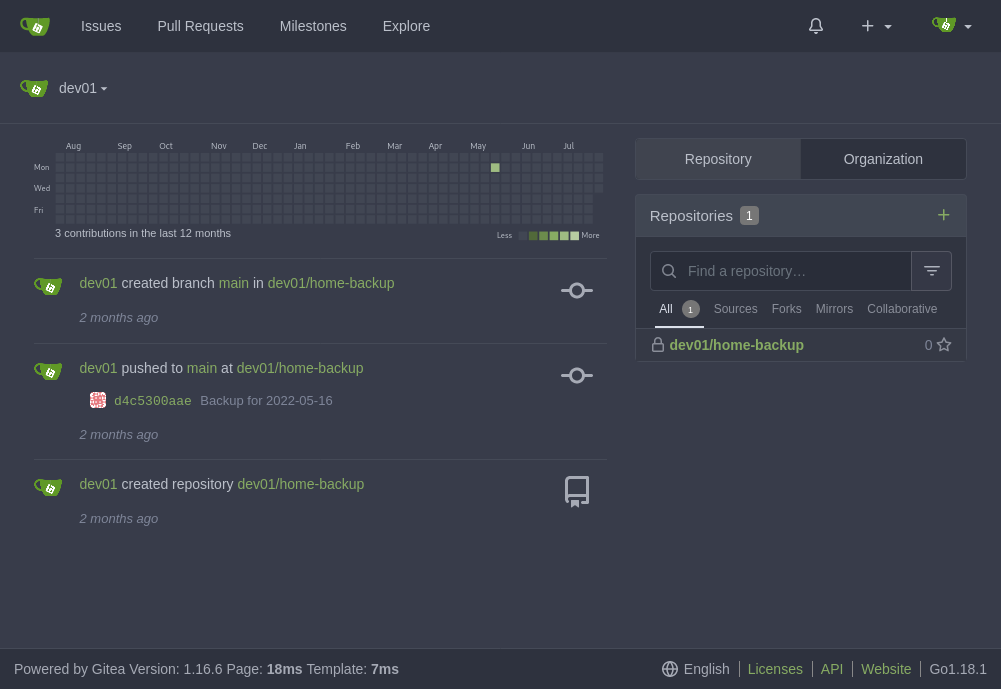 Issues Pull Requests Milestones Explore
dev01
Aug Sep Oct Nov Dec Jan Feb Mar Apr May Jun Jul
Mon
Wed
Fri
3 contributions in the last 12 months
Less More
dev01 created branch main in dev01/home-backup
2 months ago
dev01 pushed to main at dev01/home-backup
d4c5300aae Backup for 2022-05-16
2 months ago
dev01 created repository dev01/home-backup
2 months ago
Repository Organization
Repositories 1
Find a repository…
All 1 Sources Forks Mirrors Collaborative
dev01/home-backup 0
Powered by Gitea Version: 1.16.6 Page: 18ms Template: 7ms
English Licenses API Website Go1.18.1